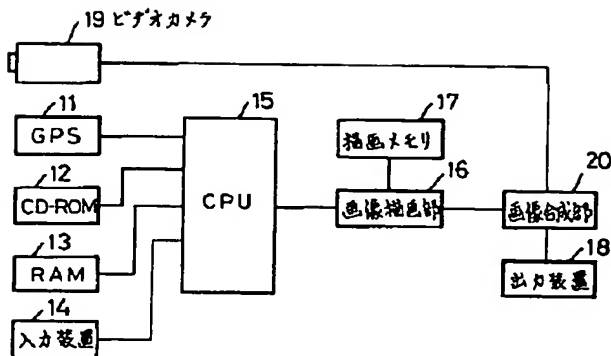 19 ビデオカメラ
11
GPS
12
CD-ROM
13
RAM
14
入力装置
15
CPU
17
描画メモリ
16
画像描画部
20
画像合成部
18
出力装置